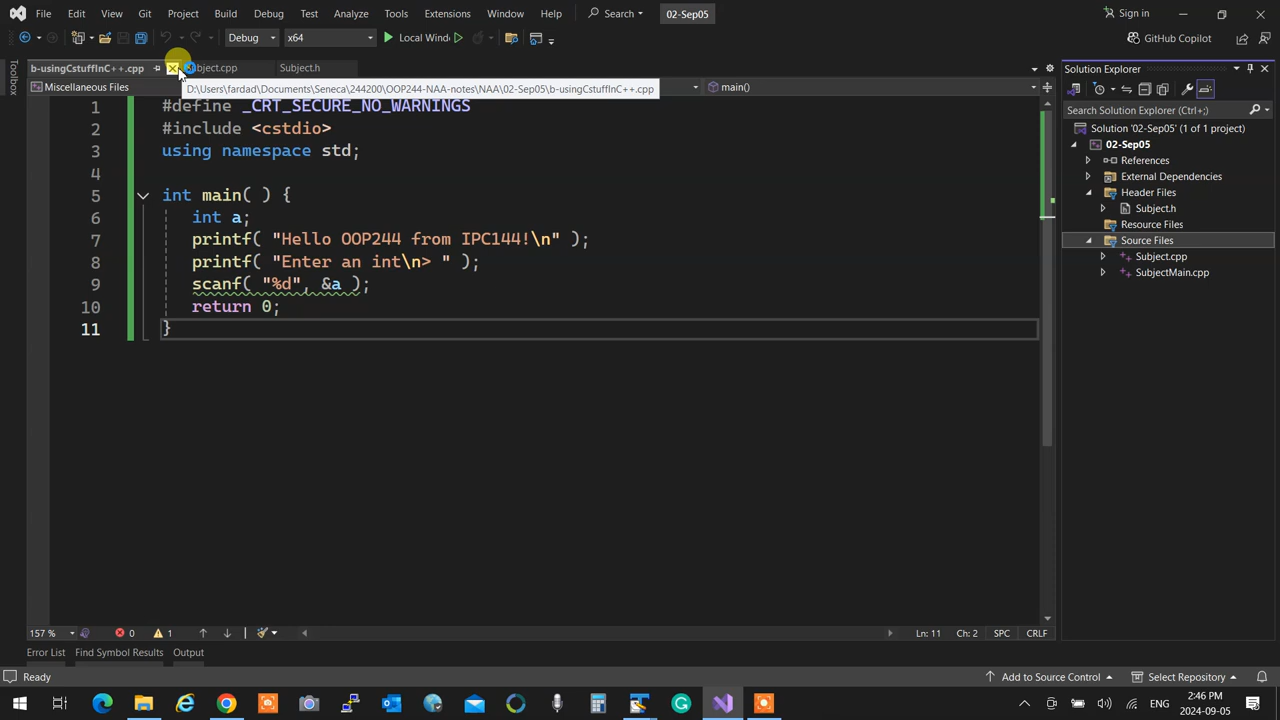 File Edit View Git Project Build Debug Test Analyze Tools Extensions Window Help Search 02-Sep05 Sign in
Debug x64 Local Wind GitHub Copilot
b-usingCstuffInC++.cpp ubject.cpp Subject.h
D:\Users\fardad\Documents\Seneca\244200\OOP244-NAA-notes\NAA\02-Sep05\b-usingCstuffInC++.cpp
Miscellaneous Files main()
Toolbox
1 #define _CRT_SECURE_NO_WARNINGS
2 #include <cstdio>
3 using namespace std;
4
5 int main( ) {
6 int a;
7 printf( "Hello OOP244 from IPC144!\n" );
8 printf( "Enter an int\n> " );
9 scanf( "%d", &a );
10 return 0;
11 }
Solution Explorer
Search Solution Explorer (Ctrl+;)
Solution '02-Sep05' (1 of 1 project)
02-Sep05
References
External Dependencies
Header Files
Subject.h
Resource Files
Source Files
Subject.cpp
SubjectMain.cpp
157 % 0 1 Ln: 11 Ch: 2 SPC CRLF
Error List Find Symbol Results Output
Ready Add to Source Control Select Repository
ENG 2:46 PM
2024-09-05